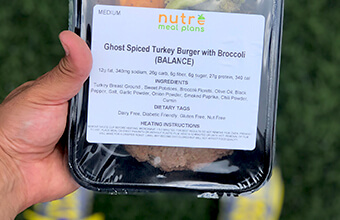 MEDIUM
nutre
meal plans
Ghost Spiced Turkey Burger with Broccoli
(BALANCE)
12g fat, 340mg sodium, 29g carb, 6g fiber, 6g sugar, 27g protein, 340 cal
INGREDIENTS
Turkey Breast Ground, Sweet Potatoes, Broccoli Florets, Olive Oil, Black
Pepper, Salt, Garlic Powder, Onion Powder, Smoked Paprika, Chili Powder,
DIETARY TAGS
Dairy Free, Diabetic Friendly, Gluten Free, Nut Free
HEATING INSTRUCTIONS